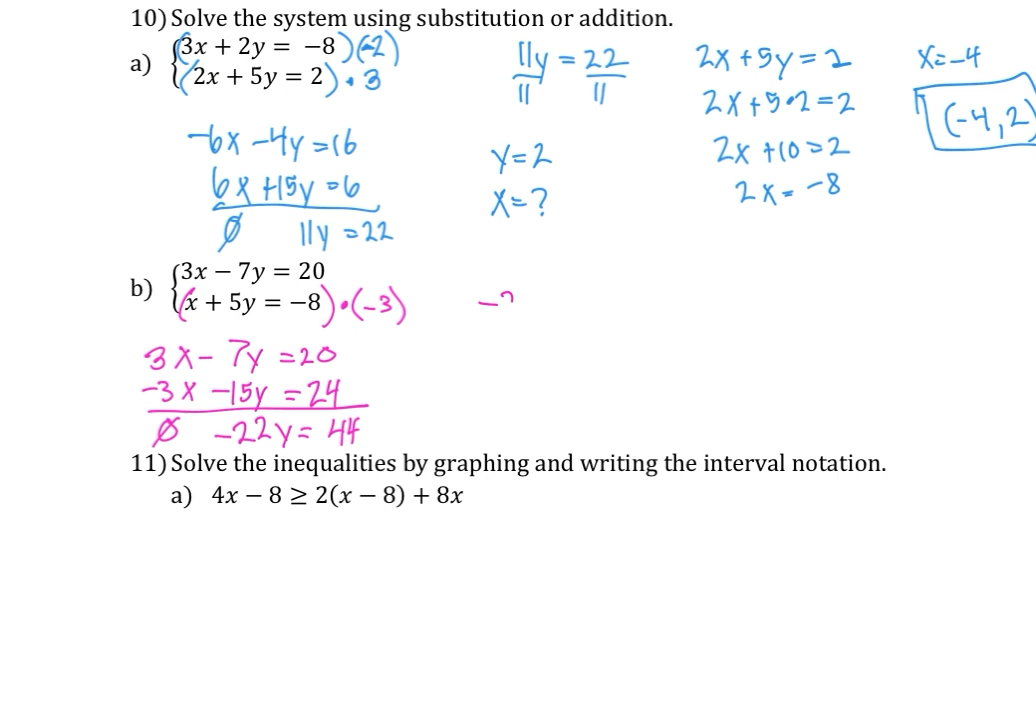 10) Solve the system using substitution or addition.
a) {(3x + 2y = −8)(-2)
(2x + 5y = 2) · 3
-6x -4y = 16
6x +15y = 6
0 11y = 22
11y = 22
11 11
y = 2
x = ?
2x + 5y = 2
2x + 5·2 = 2
2x + 10 = 2
2x = -8
x = -4
(-4, 2)
b) {3x − 7y = 20
(x + 5y = −8) · (-3)
3x - 7y = 20
-3x -15y = 24
0 -22y = 44
11) Solve the inequalities by graphing and writing the interval notation.
a) 4x − 8 ≥ 2(x − 8) + 8x